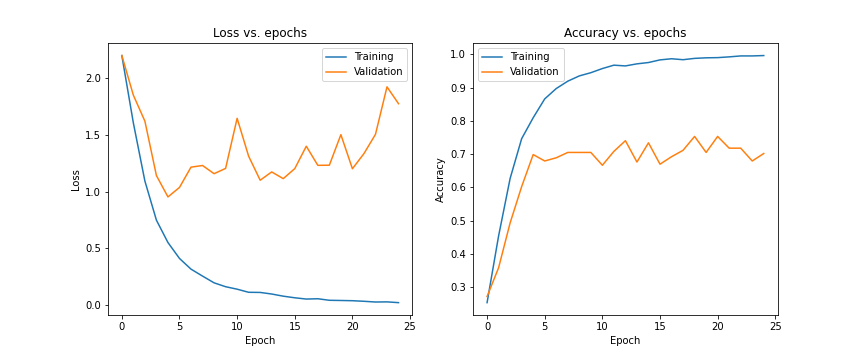 Loss vs. epochs
Training
Validation
2.0
1.5
1.0
0.5
0.0
Loss
0
5
10
15
20
25
Epoch
Accuracy vs. epochs
Training
Validation
1.0
0.9
0.8
0.7
0.6
0.5
0.4
0.3
Accuracy
0
5
10
15
20
25
Epoch